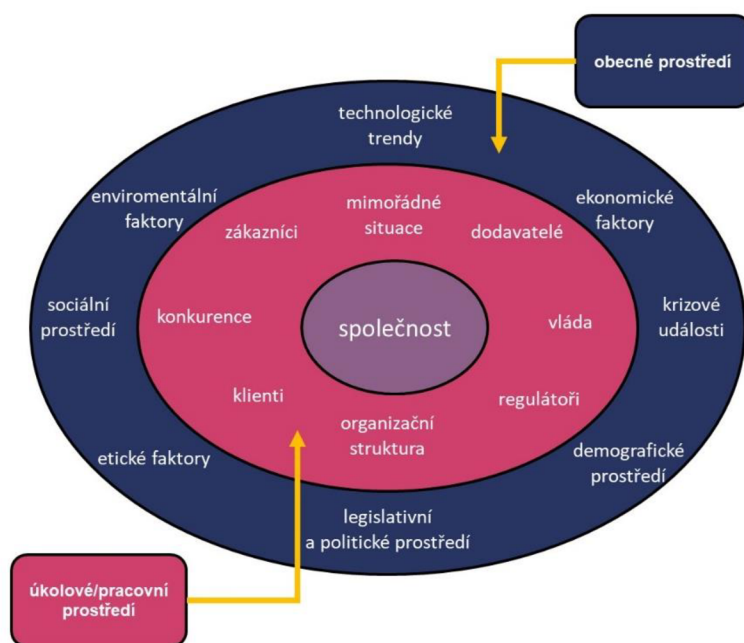 obecné prostředí
technologické
trendy
enviromentální
faktory
ekonomické
faktory
mimořádné
situace
zákazníci
dodavatelé
sociální
prostředí
konkurence
společnost
vláda
krizové
události
klienti
regulátoři
organizační
struktura
etické faktory
demografické
prostředí
legislativní
a politické prostředí
úkolové/pracovní
prostředí